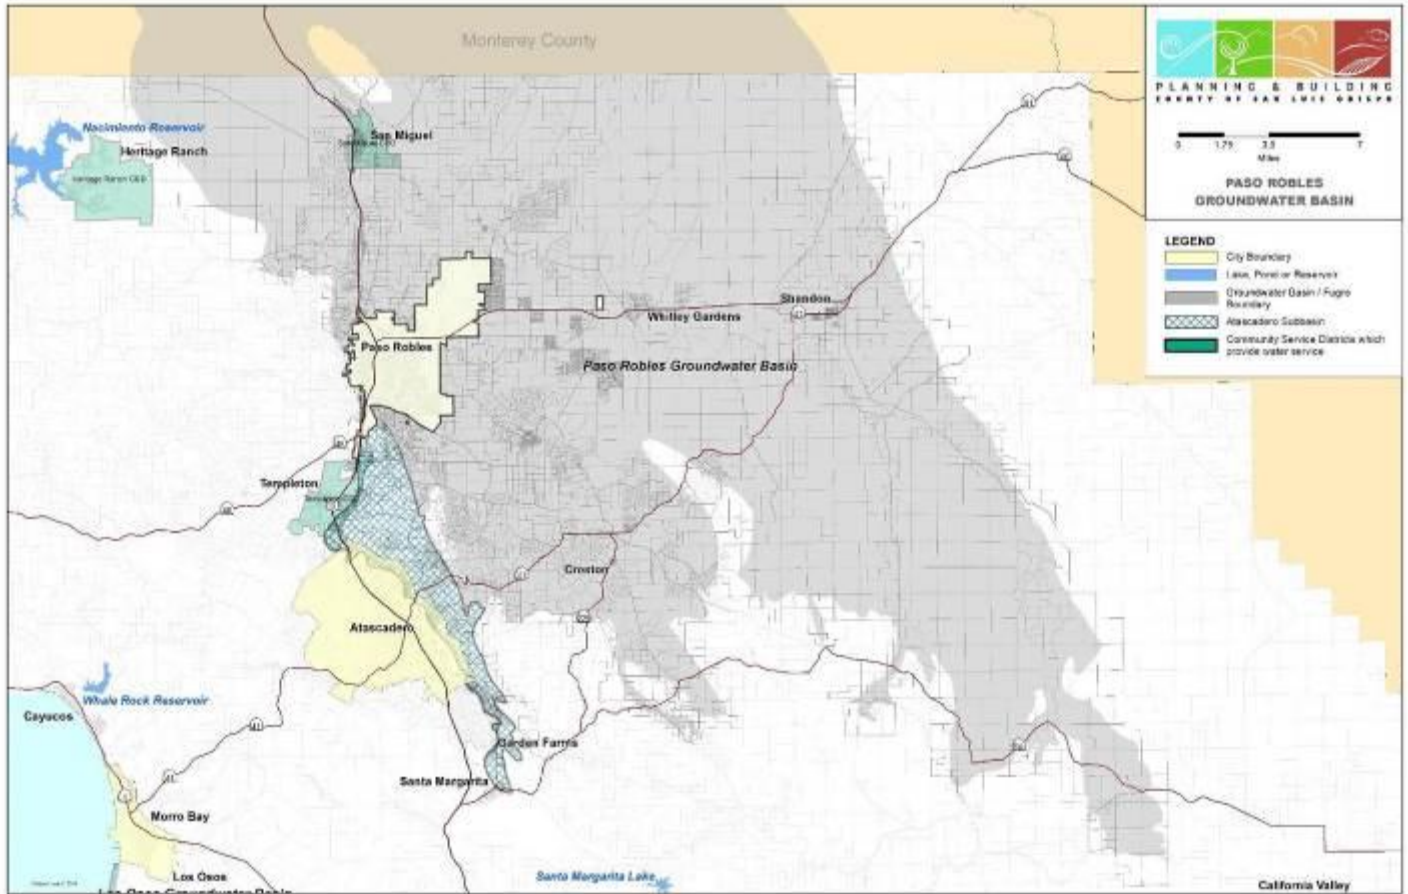 Monterey County
PLANNING & BUILDING
COUNTY OF SAN LUIS OBISPO
0 1.75 3.5 7
Miles
PASO ROBLES
GROUNDWATER BASIN
LEGEND
City Boundary
Lake, Pond or Reservoir
Groundwater Basin / Fugro
Boundary
Atascadero Subbasin
Community Service Districts which
provide water service
Nacimiento Reservoir
Heritage Ranch
Heritage Ranch CSD
San Miguel
Shandon
Whitley Gardens
Paso Robles
Paso Robles Groundwater Basin
Templeton
Creston
Atascadero
Whale Rock Reservoir
Cayucos
Garden Farms
Santa Margarita
Morro Bay
Los Osos
Los Osos Groundwater Basin
Santa Margarita Lake
California Valley